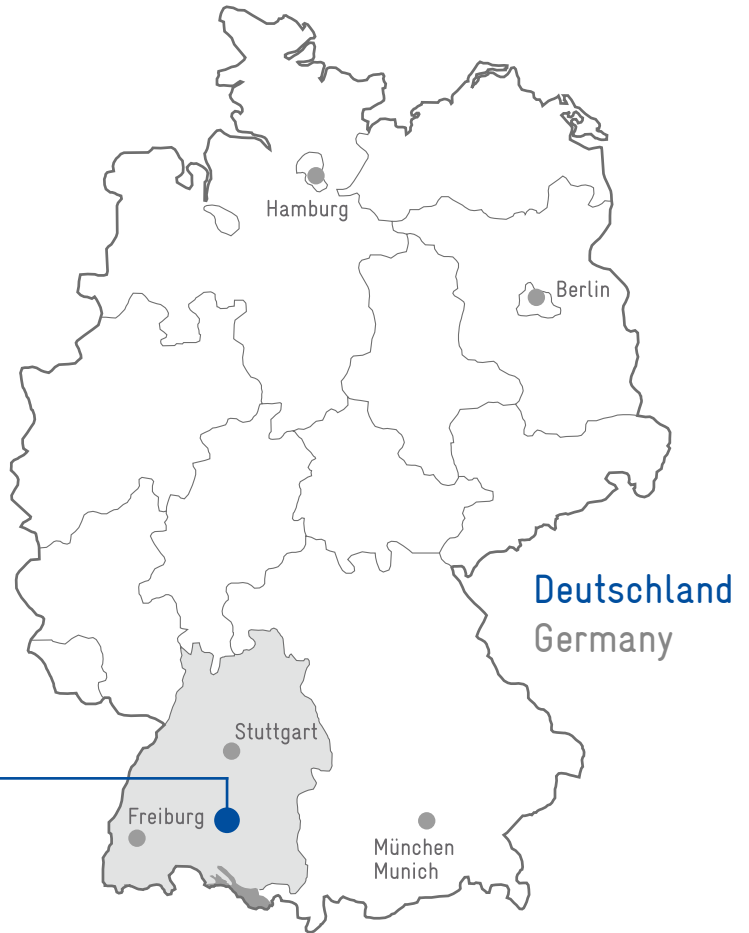 Hamburg
Berlin
Deutschland
Germany
Stuttgart
Freiburg
München
Munich